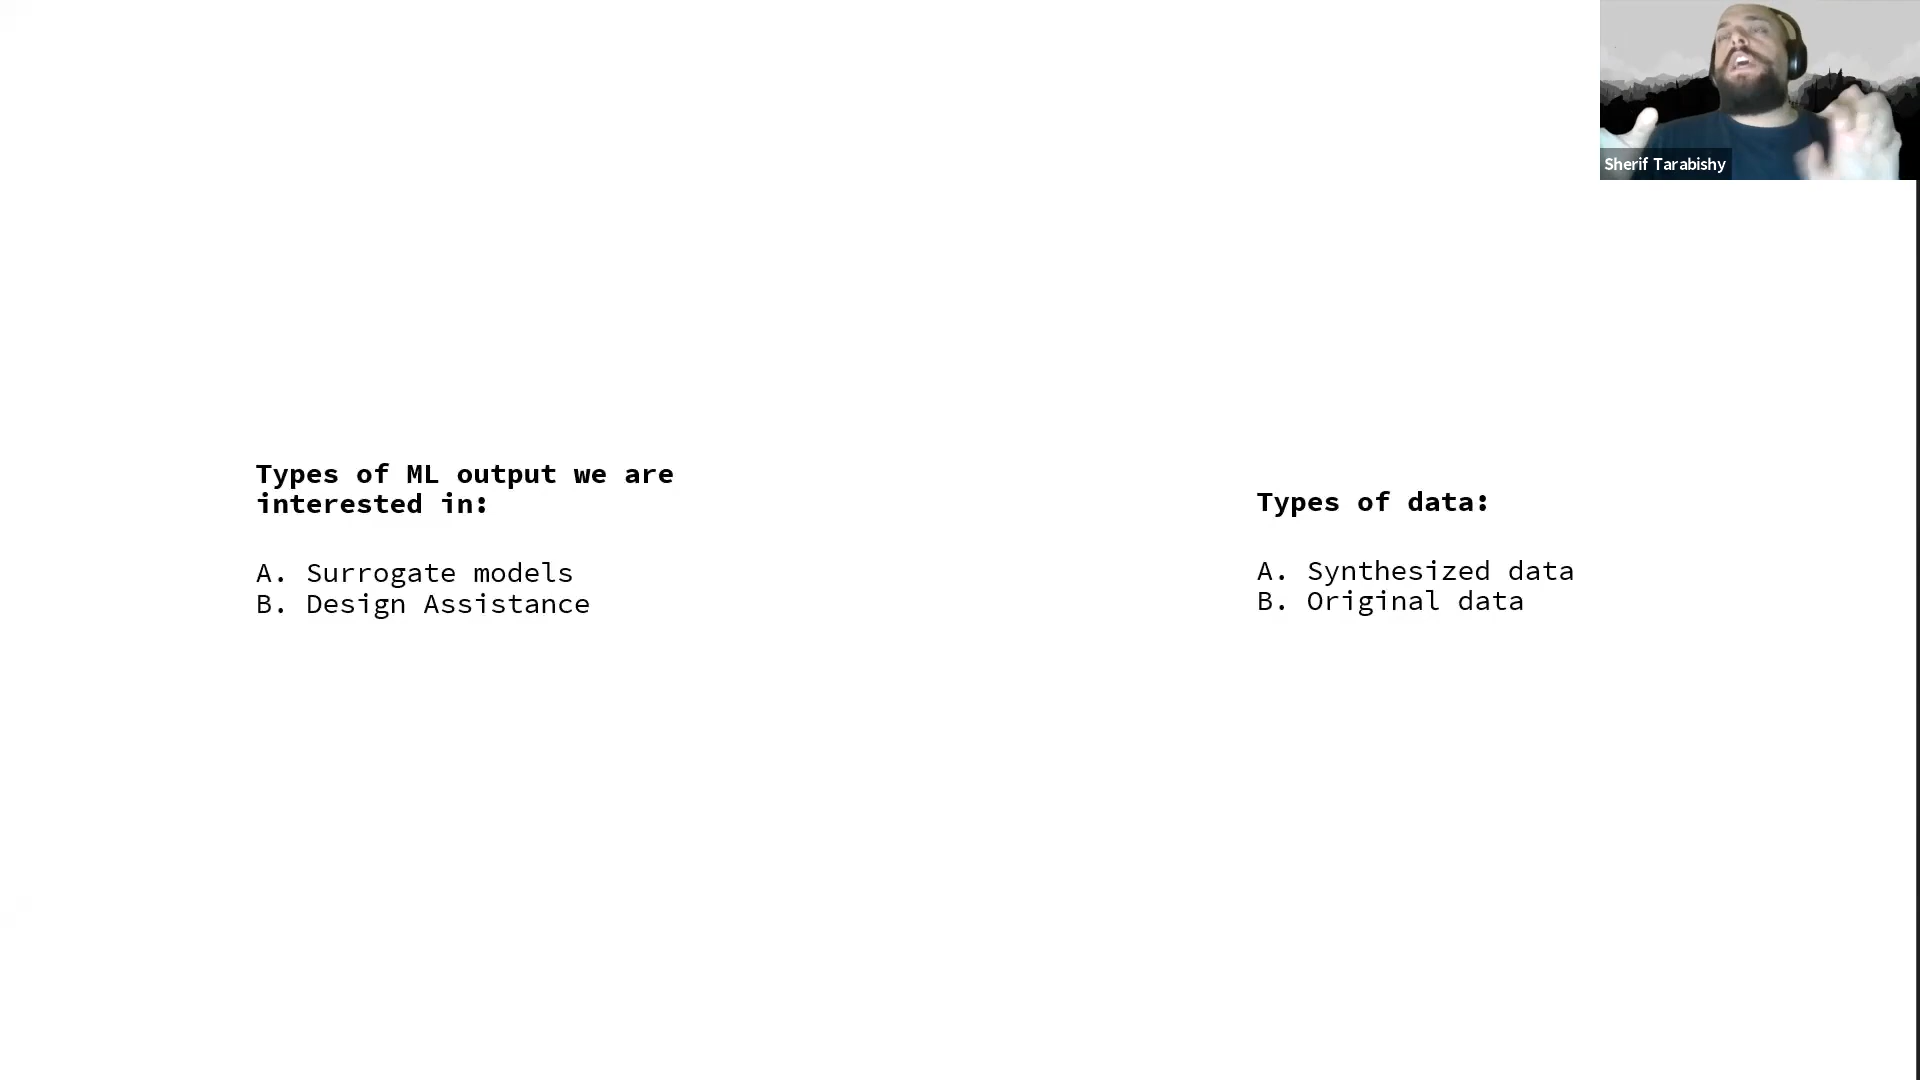 Sherif Tarabishy
Types of ML output we are
interested in:
A. Surrogate models
B. Design Assistance
Types of data:
A. Synthesized data
B. Original data